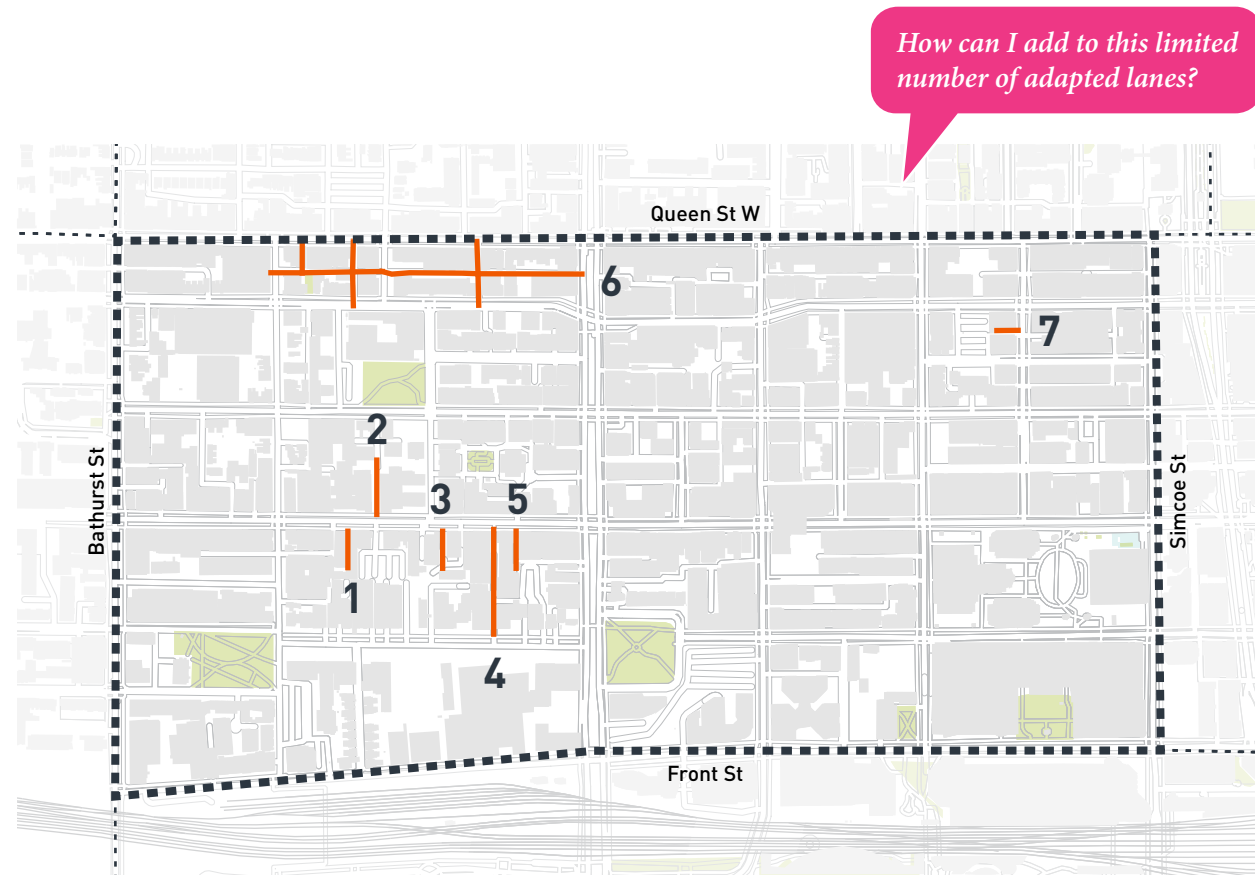 How can I add to this limited
number of adapted lanes?
Queen St W
6
7
2
Bathurst St
3
5
Simcoe St
1
4
Front St